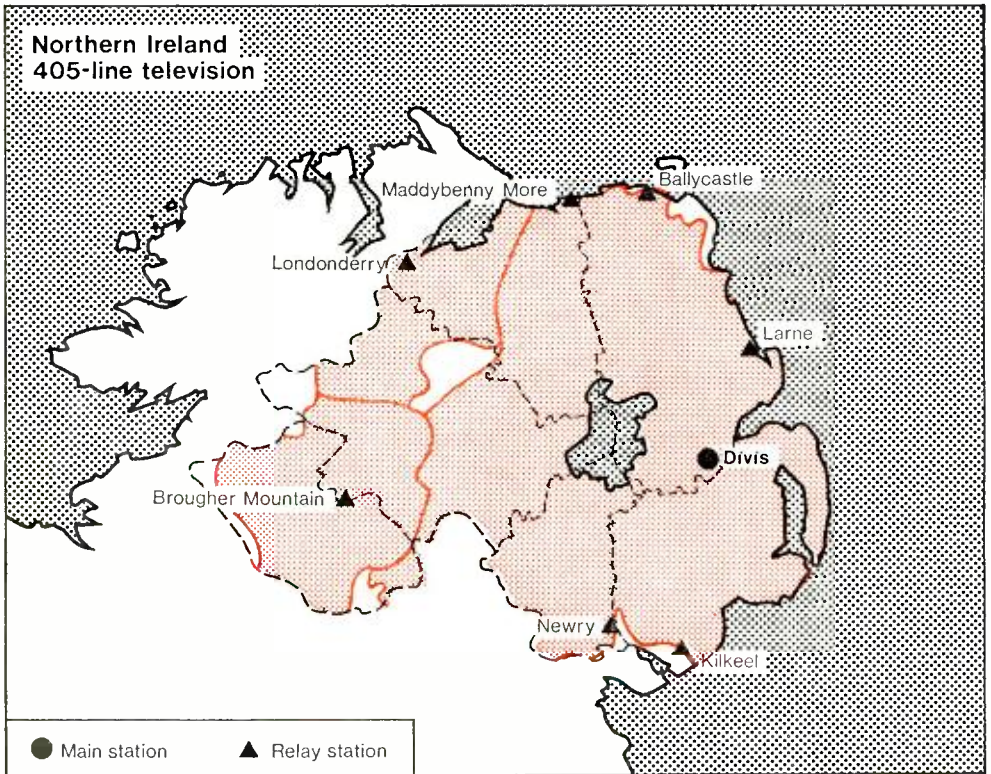 Northern Ireland
405-line television
Maddybenny More
Ballycastle
Londonderry
Larne
Divis
Brougher Mountain
Newry
Kilkeel
Main station
Relay station